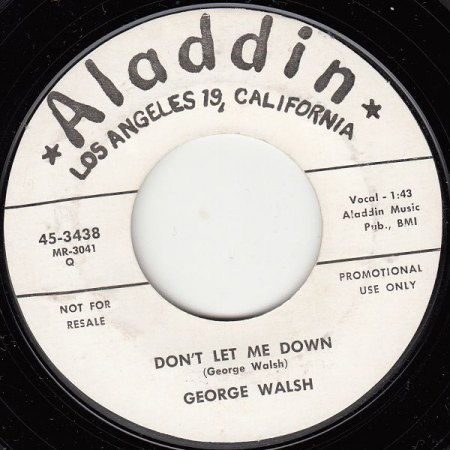 ★ Aladdin ★
LOS ANGELES 19, CALIFORNIA
45-3438
MR-3041
Q
NOT FOR
RESALE
Vocal - 1:43
Aladdin Music
Pub., BMI
PROMOTIONAL
USE ONLY
DON'T LET ME DOWN
(George Walsh)
GEORGE WALSH